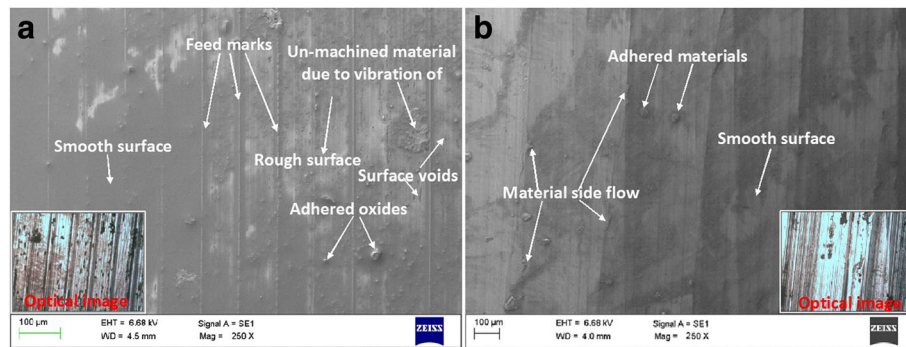 a
Feed marks
Un-machined material
due to vibration of
Smooth surface
Rough surface
Surface voids
Adhered oxides
Optical image
100 µm
EHT = 6.68 kV
WD = 4.5 mm
Signal A = SE1
Mag = 250 X
ZEISS
b
Adhered materials
Smooth surface
Material side flow
Optical image
100 µm
EHT = 6.68 kV
WD = 4.0 mm
Signal A = SE1
Mag = 250 X
ZEISS